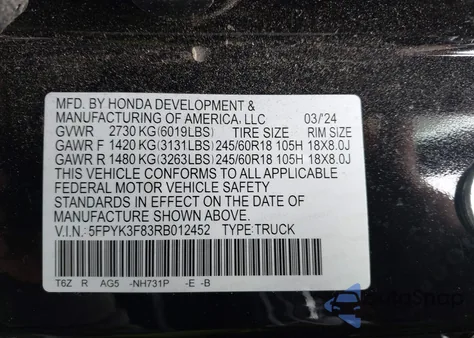 MFD. BY HONDA DEVELOPMENT &
MANUFACTURING OF AMERICA, LLC 03/24
GVWR 2730 KG (6019LBS) TIRE SIZE RIM SIZE
GAWR F 1420 KG (3131LBS) 245/60R18 105H 18X8.0J
GAWR R 1480 KG (3263LBS) 245/60R18 105H 18X8.0J
THIS VEHICLE CONFORMS TO ALL APPLICABLE
FEDERAL MOTOR VEHICLE SAFETY
STANDARDS IN EFFECT ON THE DATE OF
MANUFACTURE SHOWN ABOVE.
V.I.N: 5FPYK3F83RB012452 TYPE:TRUCK
T6Z R AG5 -NH731P -E -B
AutoSnap